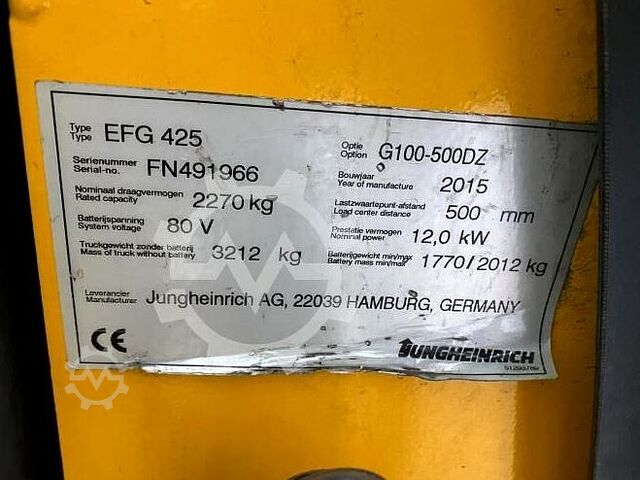 Type
Type EFG 425
Optie
Option G100-500DZ
Serienummer
Serial-no. FN491966
Bouwjaar
Year of manufacture 2015
Nominaal draagvermogen
Rated capacity 2270 kg
Lastzwaartepunt-afstand
Load center distance 500 mm
Batterijspanning
System voltage 80 V
Prestatie vermogen
Nominal power 12,0 kW
Truckgewicht zonder batterij
Mass of truck without battery 3212 kg
Batterijgewicht min/max
Battery mass min/max 1770/2012 kg
Leverancier
Manufacturer Jungheinrich AG, 22039 HAMBURG, GERMANY
CE
JUNGHEINRICH